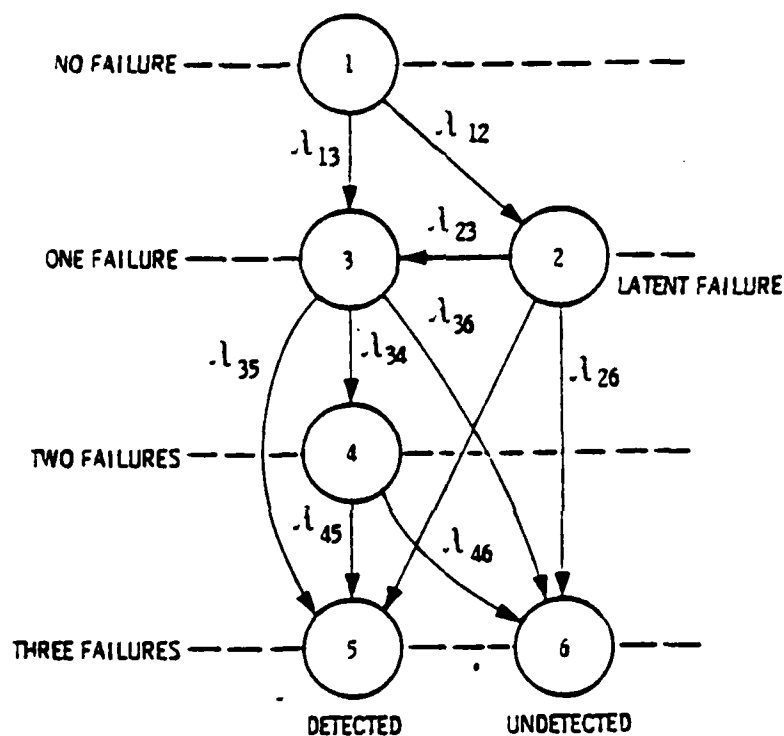 NO FAILURE
1
λ13
λ12
ONE FAILURE
3
λ23
2
LATENT FAILURE
λ35
λ34
λ36
λ26
TWO FAILURES
4
λ45
λ46
THREE FAILURES
5
6
DETECTED
UNDETECTED